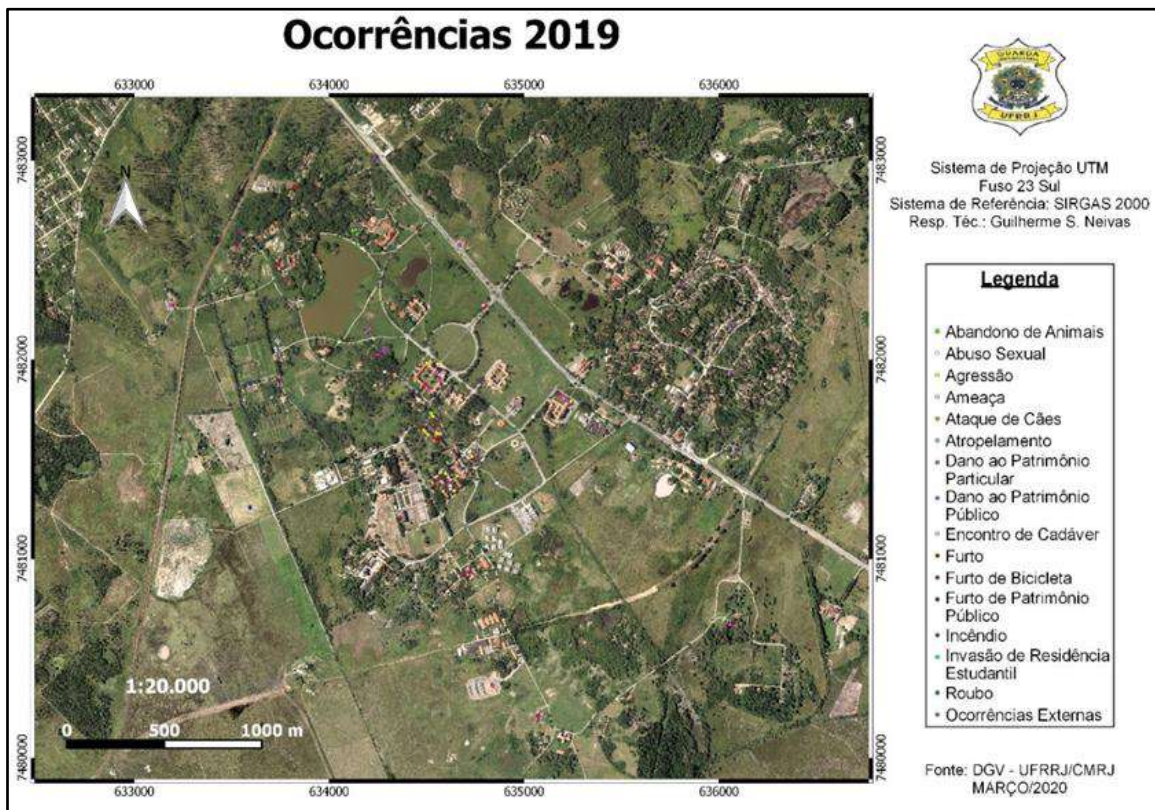 Ocorrências 2019
633000 634000 635000 636000
7483000
7482000
7481000
7480000
N
1:20.000
0 500 1000 m
633000 634000 635000 636000
7483000
7482000
7481000
7480000
GUARDA
UFRRJ
Sistema de Projeção UTM
Fuso 23 Sul
Sistema de Referência: SIRGAS 2000
Resp. Téc.: Guilherme S. Neivas
Legenda
Abandono de Animais
Abuso Sexual
Agressão
Ameaça
Ataque de Cães
Atropelamento
Dano ao Patrimônio
Particular
Dano ao Patrimônio
Público
Encontro de Cadáver
Furto
Furto de Bicicleta
Furto de Patrimônio
Público
Incêndio
Invasão de Residência
Estudantil
Roubo
Ocorrências Externas
Fonte: DGV - UFRRJ/CMRJ
MARÇO/2020